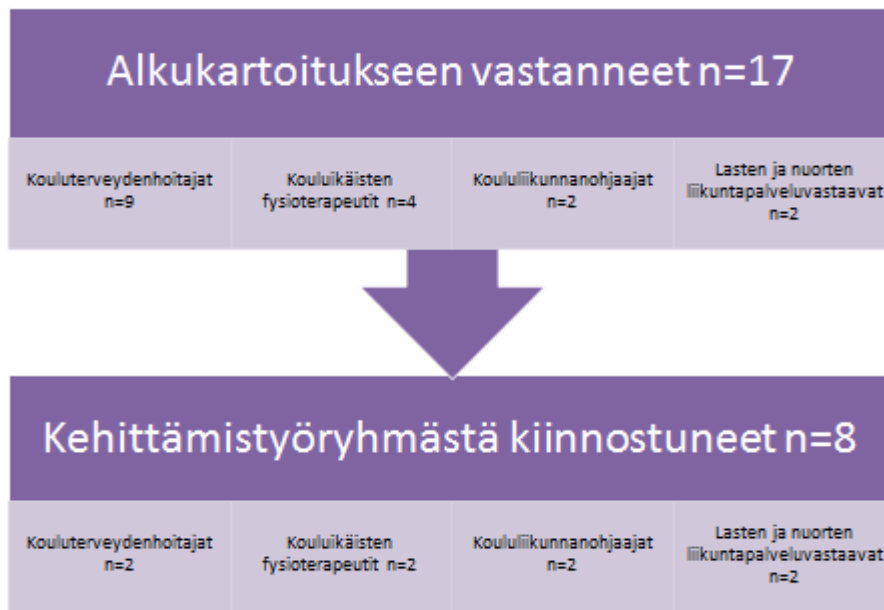 Alkukartoitukseen vastanneet n=17
Kouluterveydenhoitajat
n=9
Kouluikäisten
fysioterapeutit n=4
Koululiikunnanohjaajat
n=2
Lasten ja nuorten
liikuntapalveluvastaavat
n=2
Kehittämistyöryhmästä kiinnostuneet n=8
Kouluterveydenhoitajat
n=2
Kouluikäisten
fysioterapeutit n=2
Koululiikunnanohjaajat
n=2
Lasten ja nuorten
liikuntapalveluvastaavat
n=2